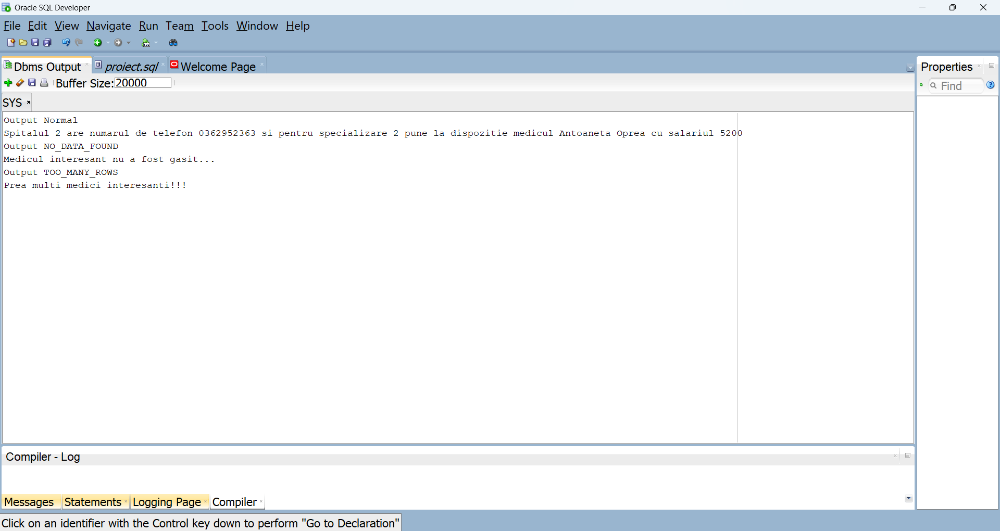 Oracle SQL Developer
File Edit View Navigate Run Team Tools Window Help
Dbms Output proiect.sql Welcome Page
Properties
Buffer Size: 20000
Find
SYS
Output Normal
Spitalul 2 are numarul de telefon 0362952363 si pentru specializare 2 pune la dispozitie medicul Antoaneta Oprea cu salariul 5200
Output NO_DATA_FOUND
Medicul interesant nu a fost gasit...
Output TOO_MANY_ROWS
Prea multi medici interesanti!!!
Compiler - Log
Messages Statements Logging Page Compiler
Click on an identifier with the Control key down to perform "Go to Declaration"